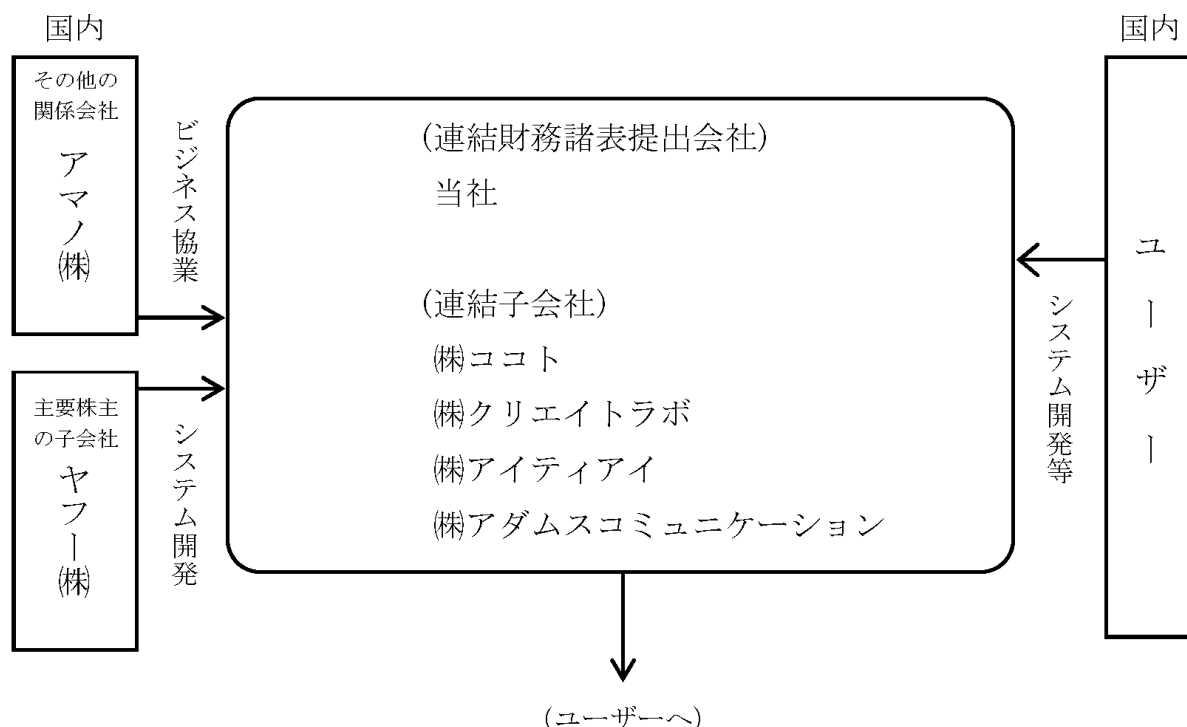 国内
その他の
関係会社
アマノ㈱
ビジネス協業
主要株主
の子会社
ヤフー㈱
システム開発
(連結財務諸表提出会社)
当社
(連結子会社)
㈱ココト
㈱クリエイトラボ
㈱アイティアイ
㈱アダムスコミュニケーション
(ユーザーへ)
国内
ユーザー
システム開発等